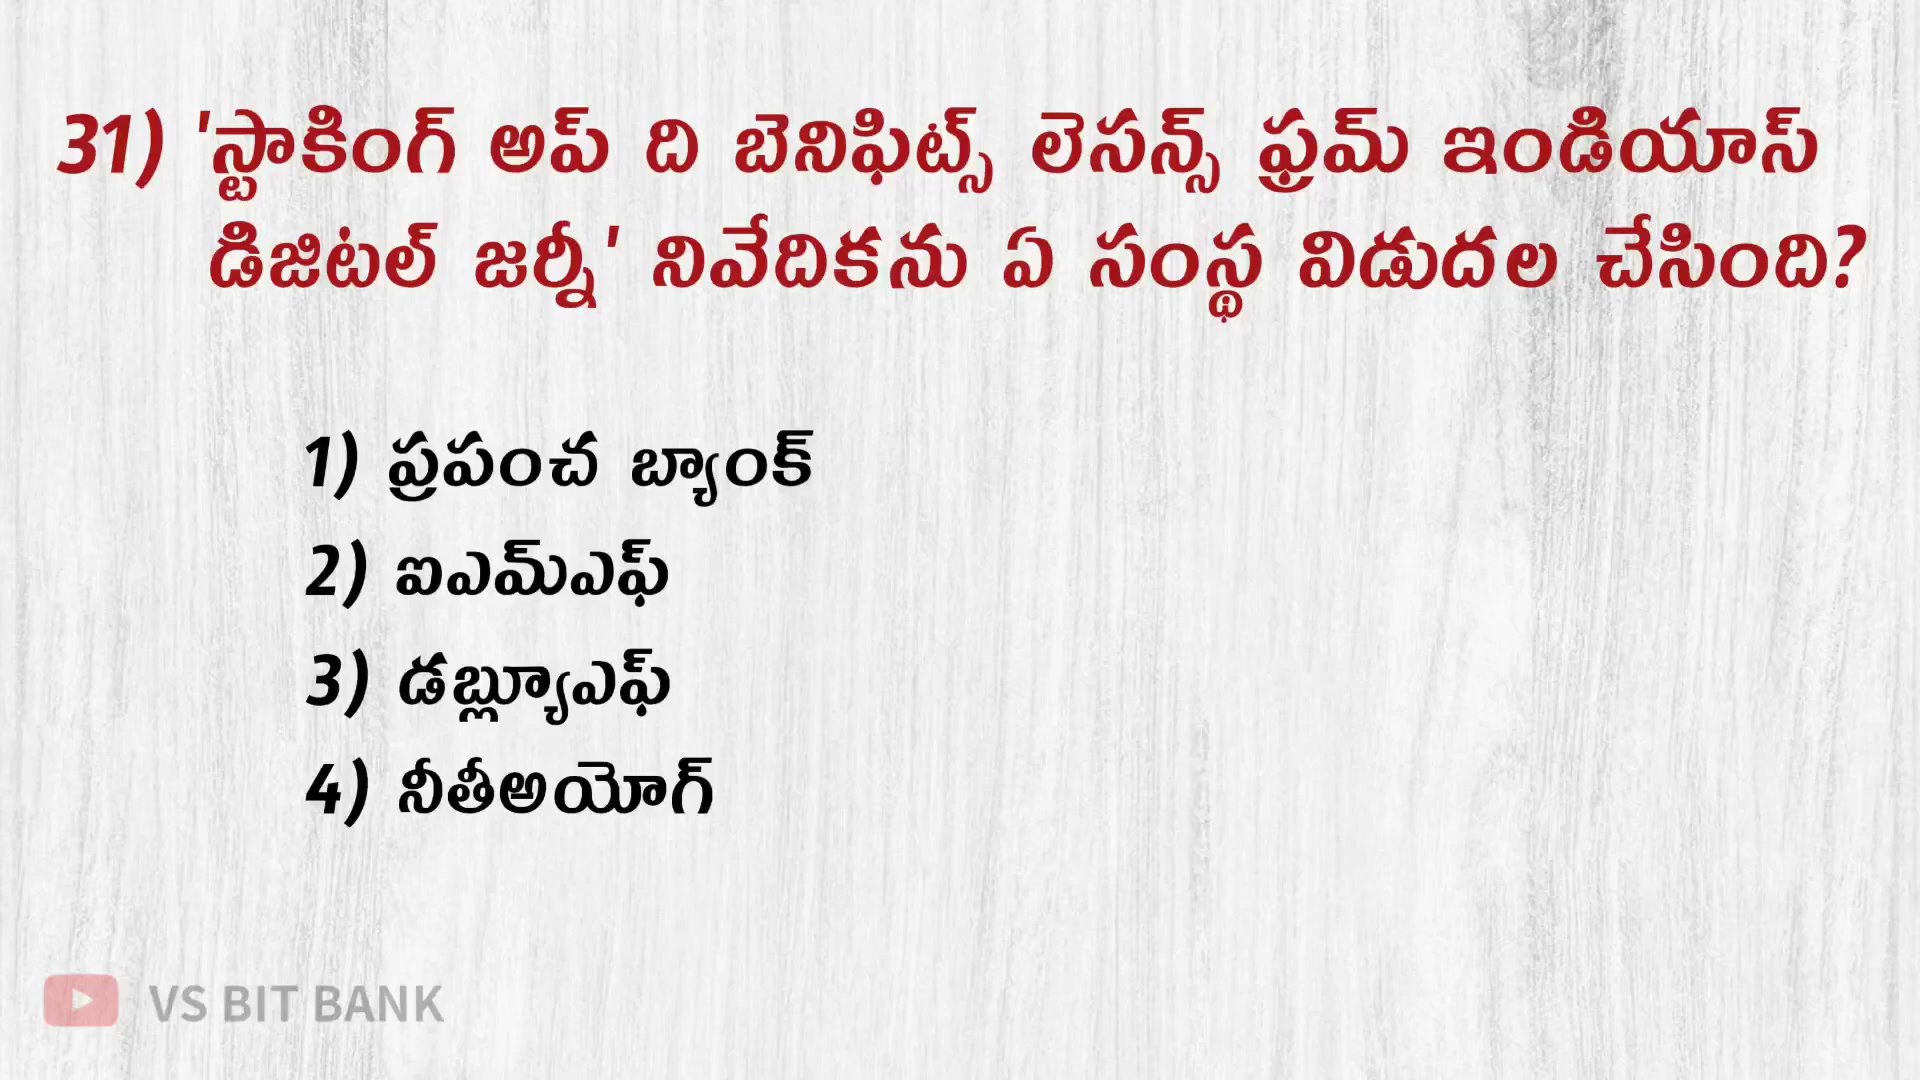 31) 'స్టాకింగ్ అప్ ది బెనిఫిట్స్ లెసన్స్ ఫ్రమ్ ఇండియాస్
డిజిటల్ జర్నీ' నివేదికను ఏ సంస్థ విడుదల చేసింది?
1) ప్రపంచ బ్యాంక్
2) ఐఎమ్ఎఫ్
3) డబ్ల్యూఎఫ్
4) నీతీఅయోగ్
VS BIT BANK